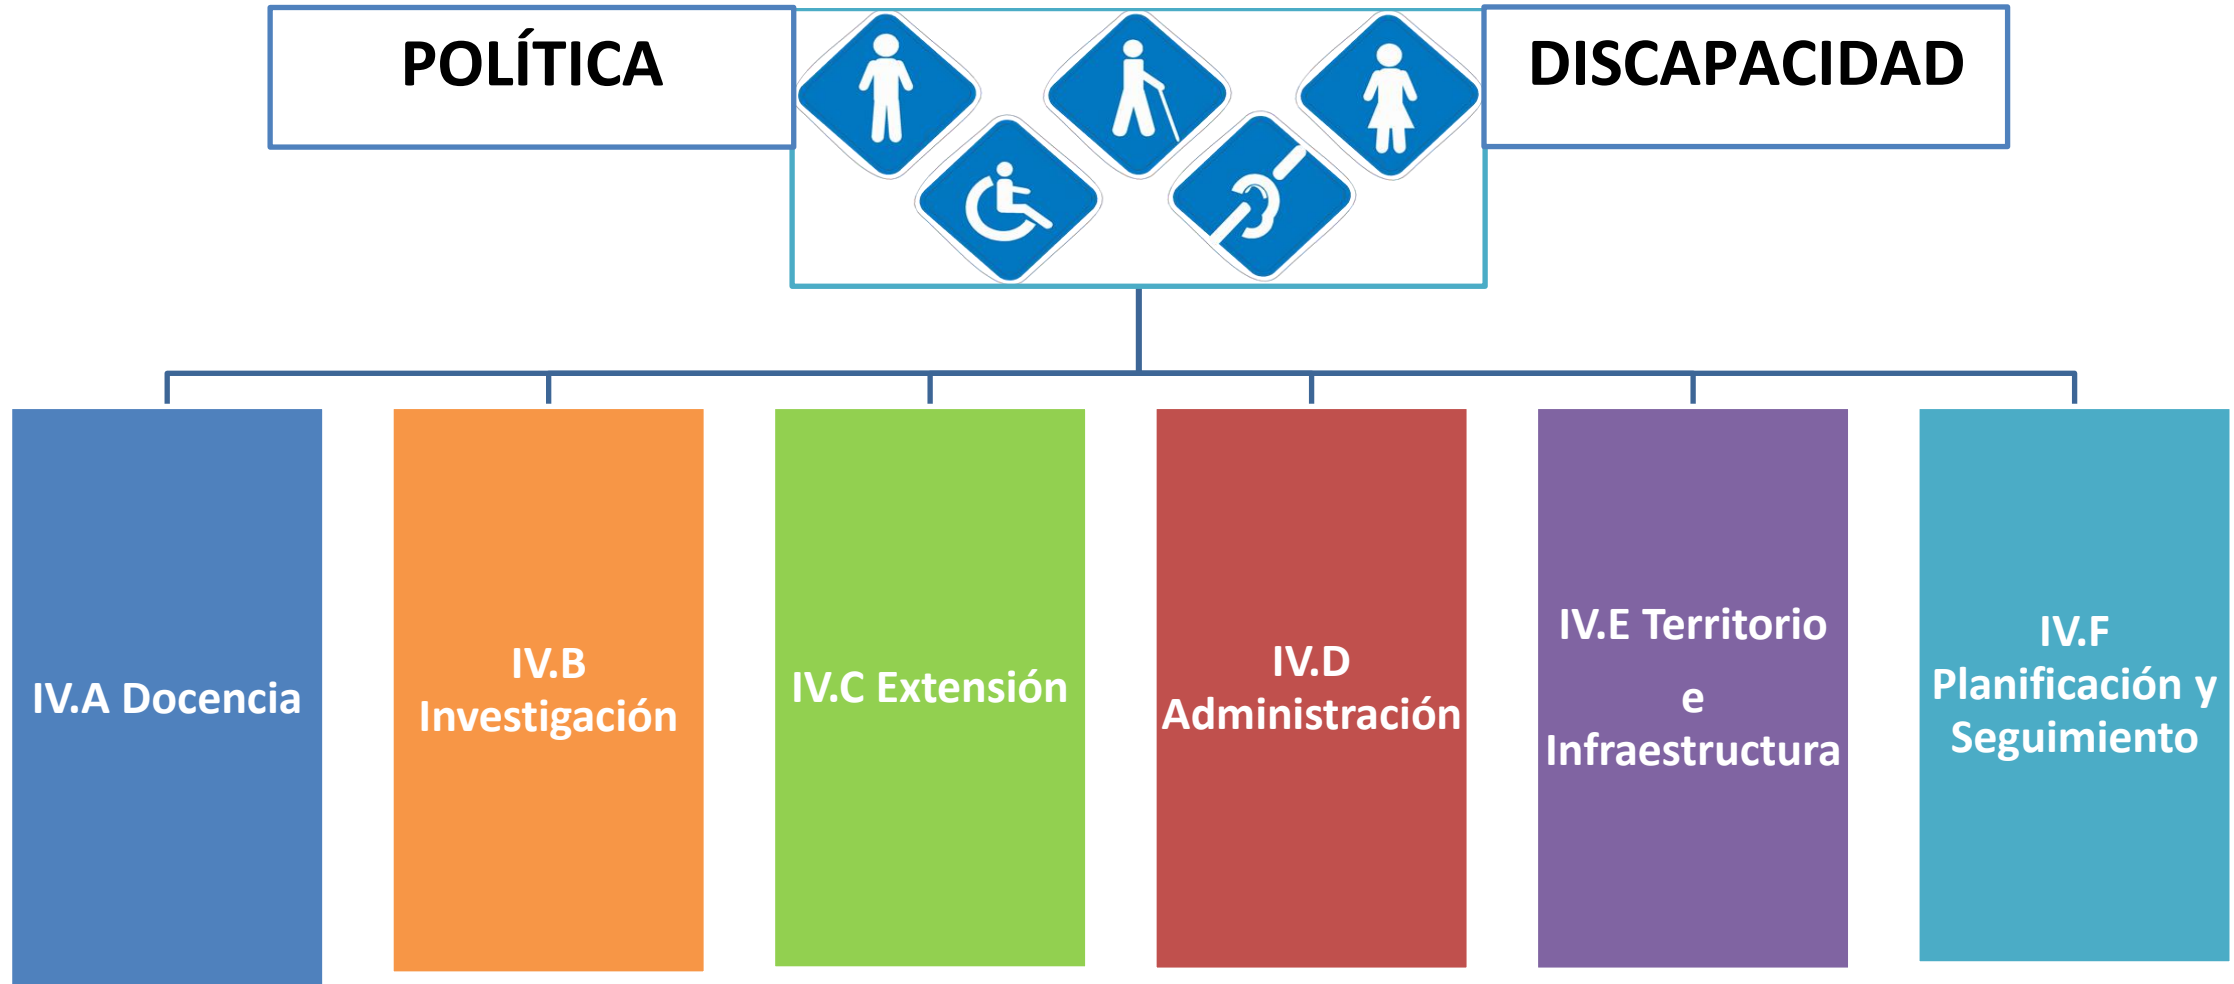 POLÍTICA
DISCAPACIDAD
IV.A Docencia
IV.B
Investigación
IV.C Extensión
IV.D
Administración
IV.E Territorio
e
Infraestructura
IV.F
Planificación y
Seguimiento